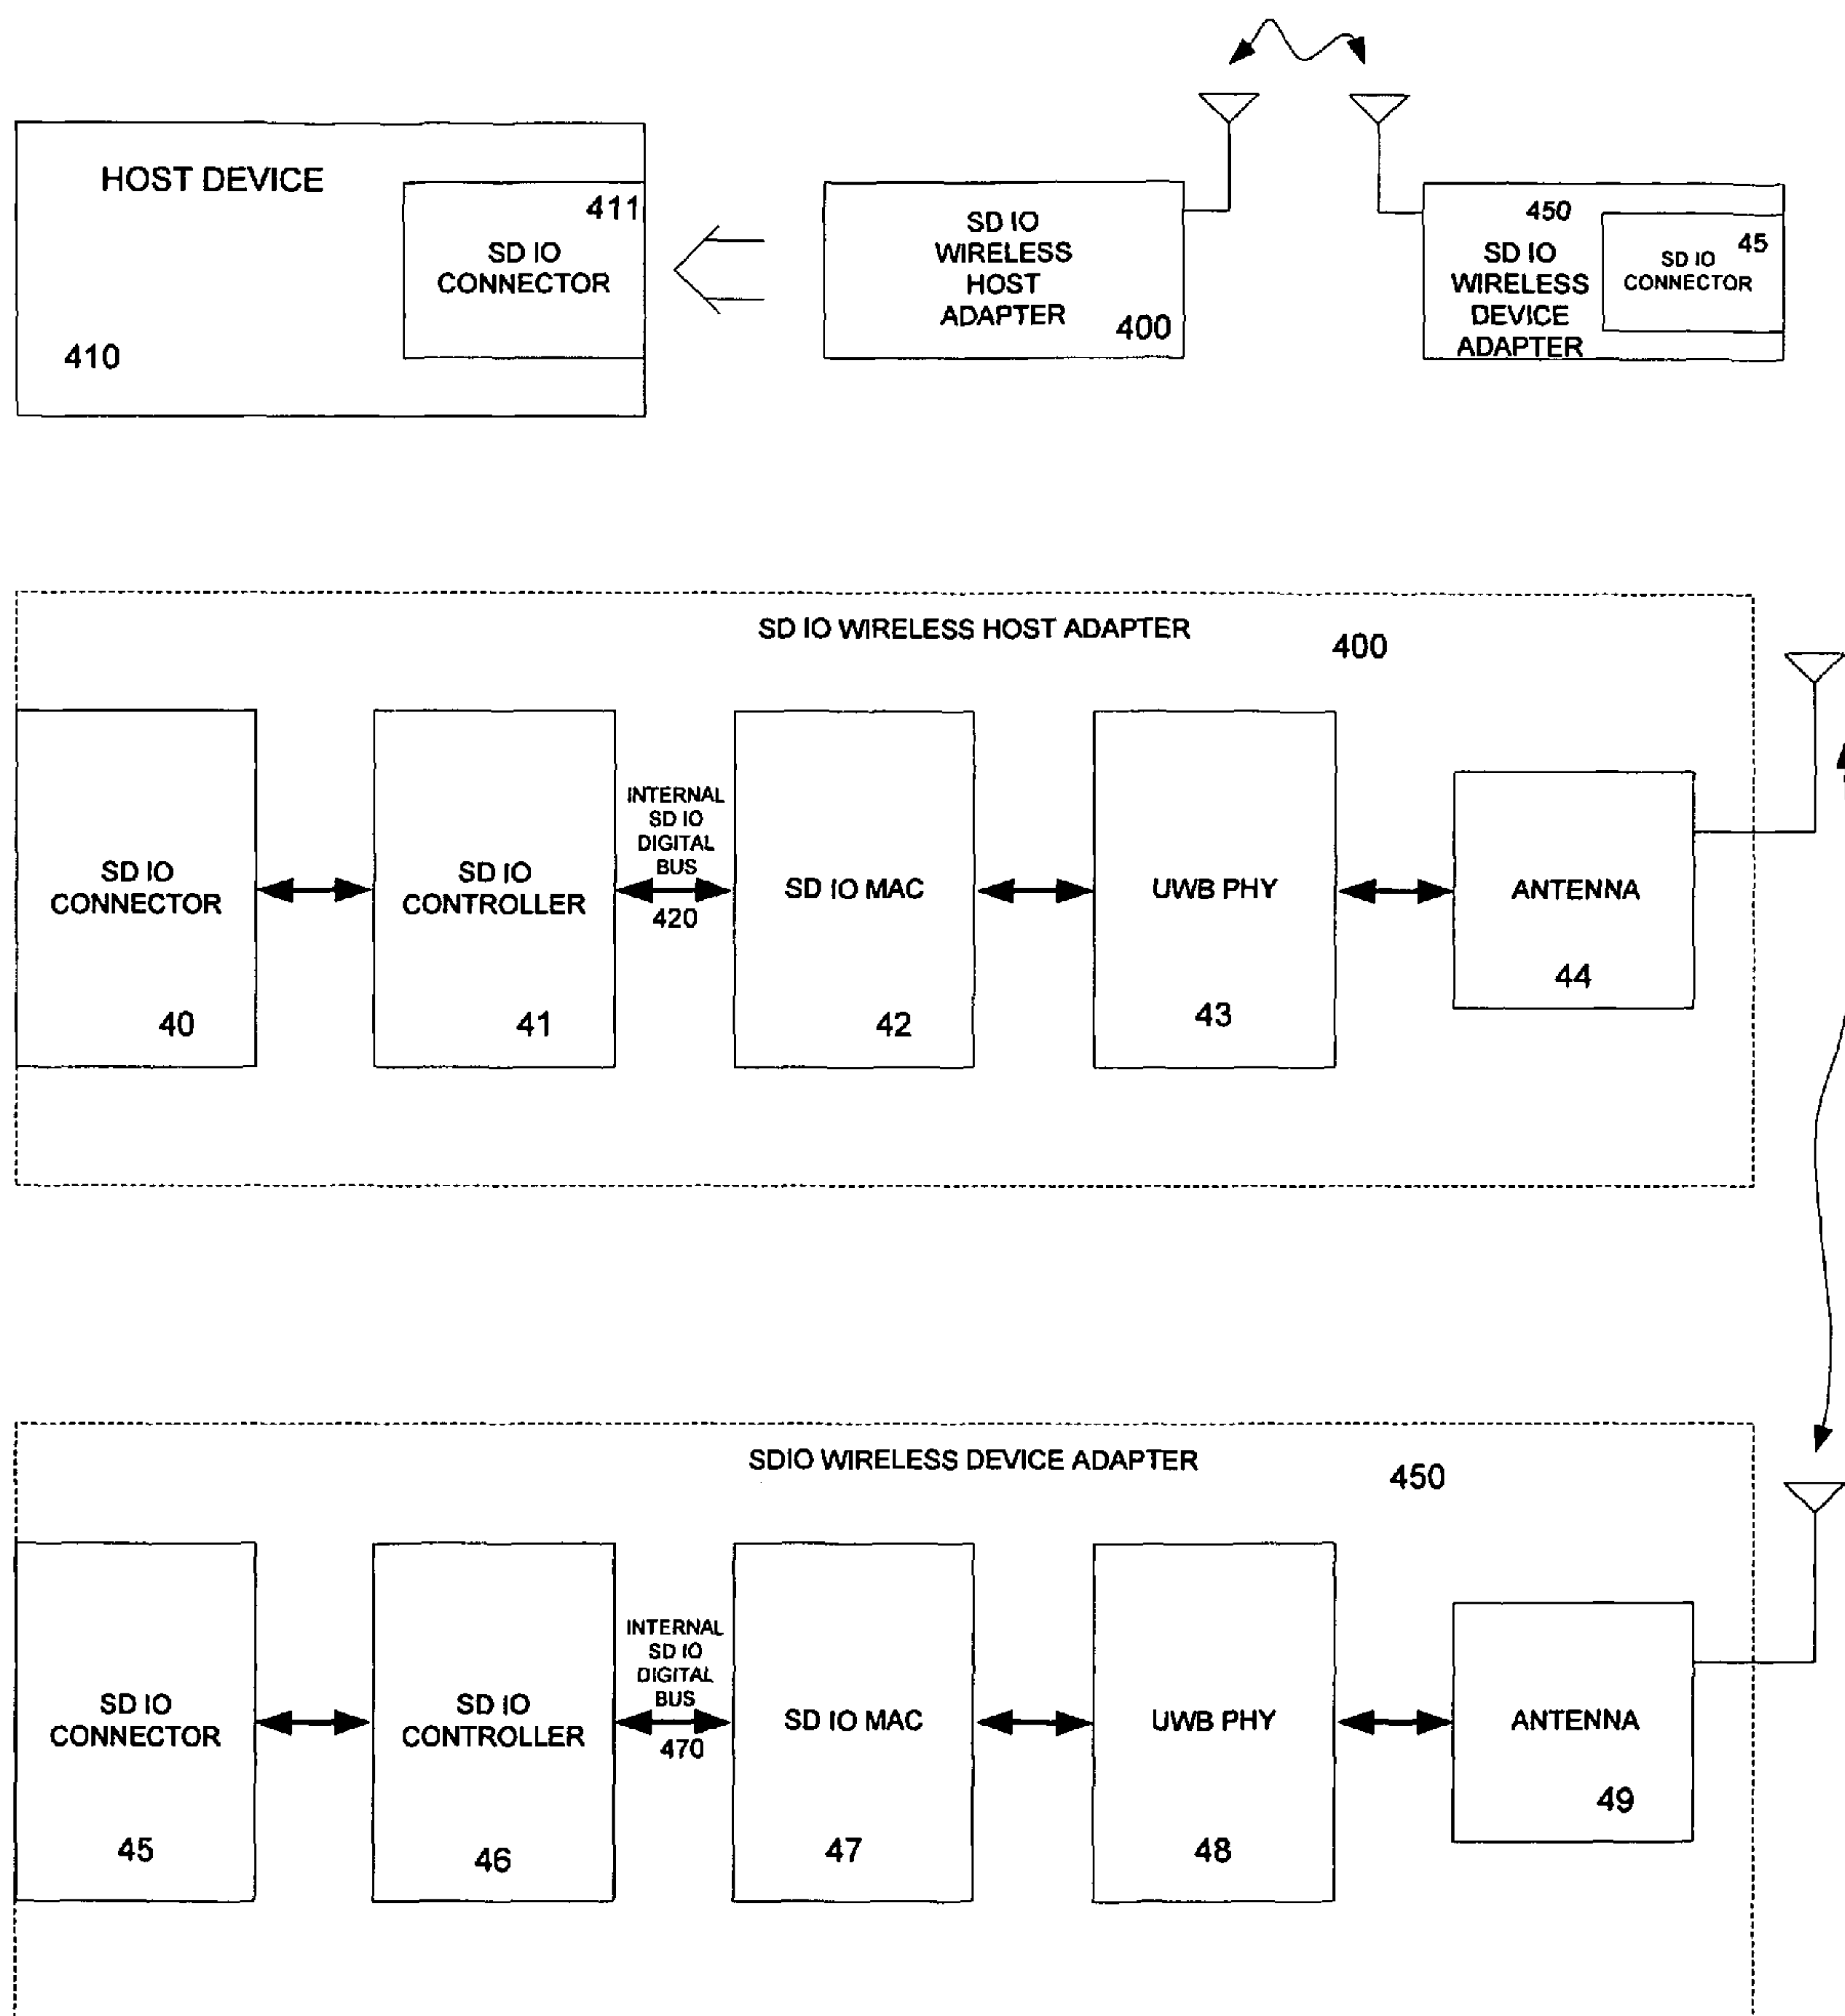 HOST DEVICE
411
SD IO
CONNECTOR
410
SD IO
WIRELESS
HOST
ADAPTER
400
450
SD IO
WIRELESS
DEVICE
ADAPTER
45
SD IO
CONNECTOR
SD IO WIRELESS HOST ADAPTER
400
SD IO
CONNECTOR
40
SD IO
CONTROLLER
41
INTERNAL
SD IO
DIGITAL
BUS
420
SD IO MAC
42
UWB PHY
43
ANTENNA
44
SDIO WIRELESS DEVICE ADAPTER
450
SD IO
CONNECTOR
45
SD IO
CONTROLLER
46
INTERNAL
SD IO
DIGITAL
BUS
470
SD IO MAC
47
UWB PHY
48
ANTENNA
49